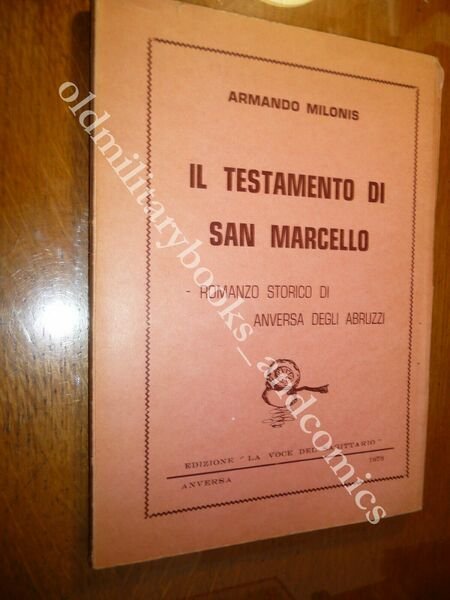 ARMANDO MILONIS
IL TESTAMENTO DI
SAN MARCELLO
- ROMANZO STORICO DI
ANVERSA DEGLI ABRUZZI
EDIZIONE "LA VOCE DEL SAGITTARIO"
ANVERSA 1978
oldmilitarybooks_andcomics